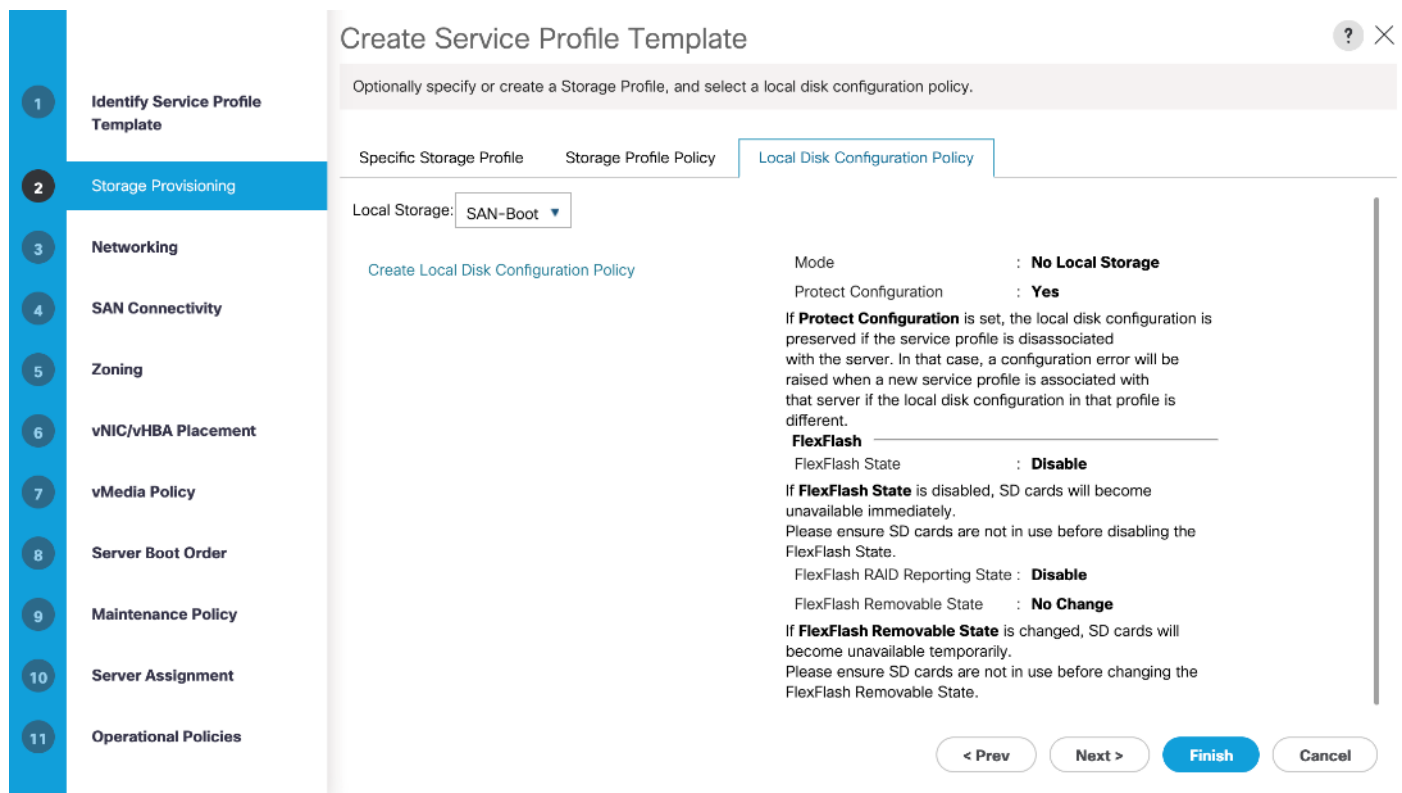 Create Service Profile Template
?
Optionally specify or create a Storage Profile, and select a local disk configuration policy.
1
Identify Service Profile
Template
2
Storage Provisioning
3
Networking
4
SAN Connectivity
5
Zoning
6
vNIC/vHBA Placement
7
vMedia Policy
8
Server Boot Order
9
Maintenance Policy
10
Server Assignment
11
Operational Policies
Specific Storage Profile
Storage Profile Policy
Local Disk Configuration Policy
Local Storage: SAN-Boot
Create Local Disk Configuration Policy
Mode : No Local Storage
Protect Configuration : Yes
If Protect Configuration is set, the local disk configuration is
preserved if the service profile is disassociated
with the server. In that case, a configuration error will be
raised when a new service profile is associated with
that server if the local disk configuration in that profile is
different.
FlexFlash
FlexFlash State : Disable
If FlexFlash State is disabled, SD cards will become
unavailable immediately.
Please ensure SD cards are not in use before disabling the
FlexFlash State.
FlexFlash RAID Reporting State : Disable
FlexFlash Removable State : No Change
If FlexFlash Removable State is changed, SD cards will
become unavailable temporarily.
Please ensure SD cards are not in use before changing the
FlexFlash Removable State.
< Prev
Next >
Finish
Cancel